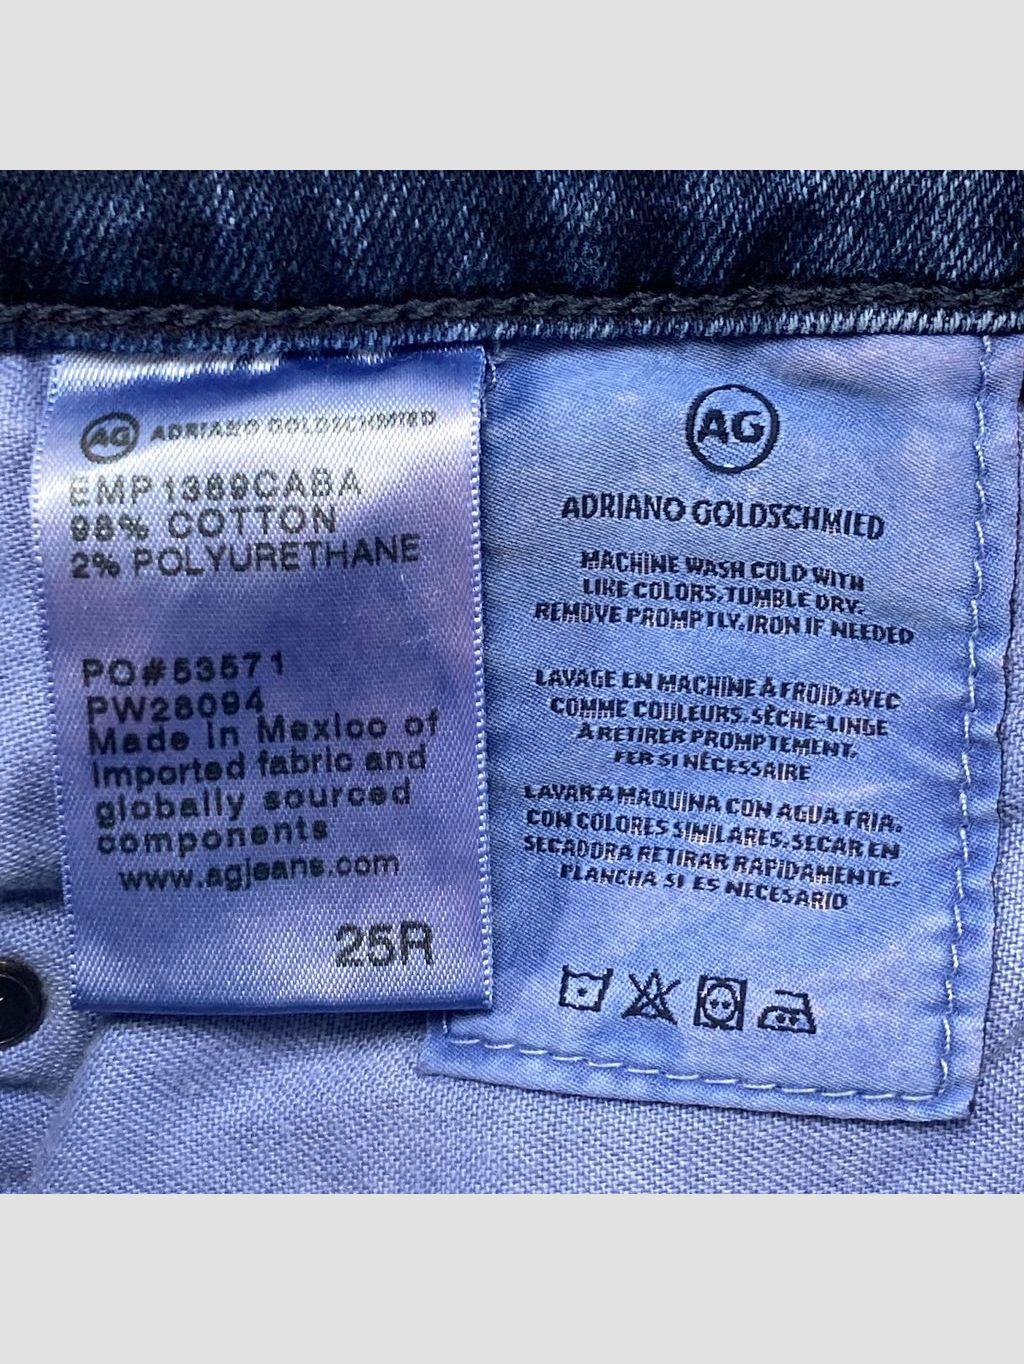 AG ADRIANO GOLDSCHMIED
EMP1389CABA
98% COTTON
2% POLYURETHANE
PO#53571
PW28094
Made in Mexico of
imported fabric and
globally sourced
components
www.agjeans.com
25R
AG
ADRIANO GOLDSCHMIED
MACHINE WASH COLD WITH
LIKE COLORS. TUMBLE DRY.
REMOVE PROMPTLY. IRON IF NEEDED
LAVAGE EN MACHINE À FROID AVEC
COMME COULEURS. SÈCHE-LINGE
À RETIRER PROMPTEMENT.
FER SI NÉCESSAIRE
LAVAR A MAQUINA CON AGUA FRIA.
CON COLORES SIMILARES. SECAR EN
SECADORA RETIRAR RAPIDAMENTE.
PLANCHA SI ES NECESARIO